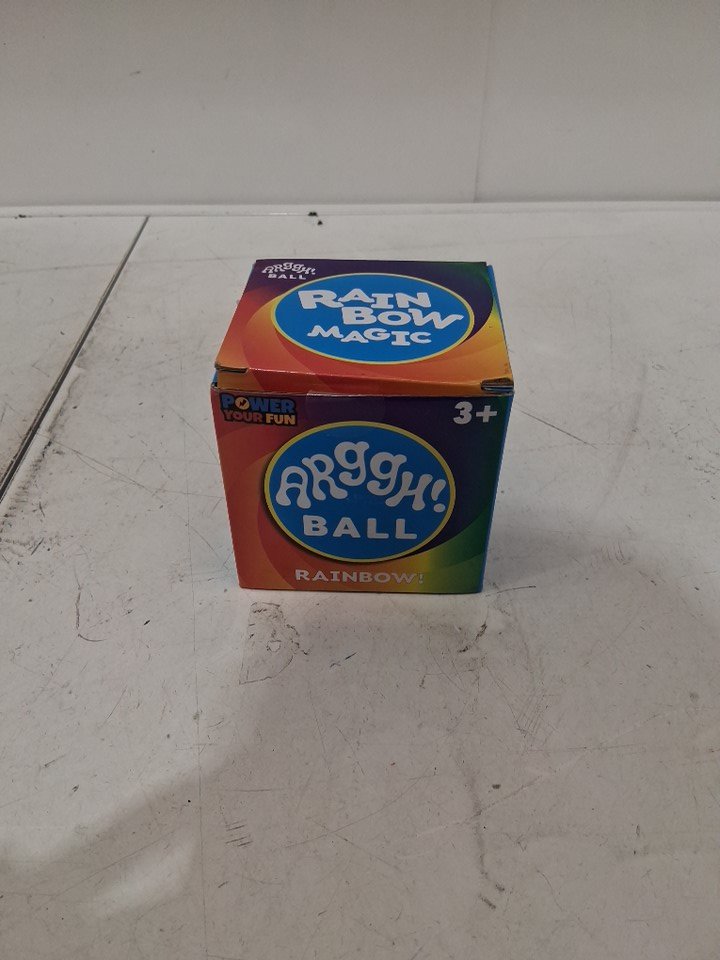 ARggH!
BALL
RAIN
BOW
MAGIC
POWER
YOUR FUN
3+
ARggH!
BALL
RAINBOW!